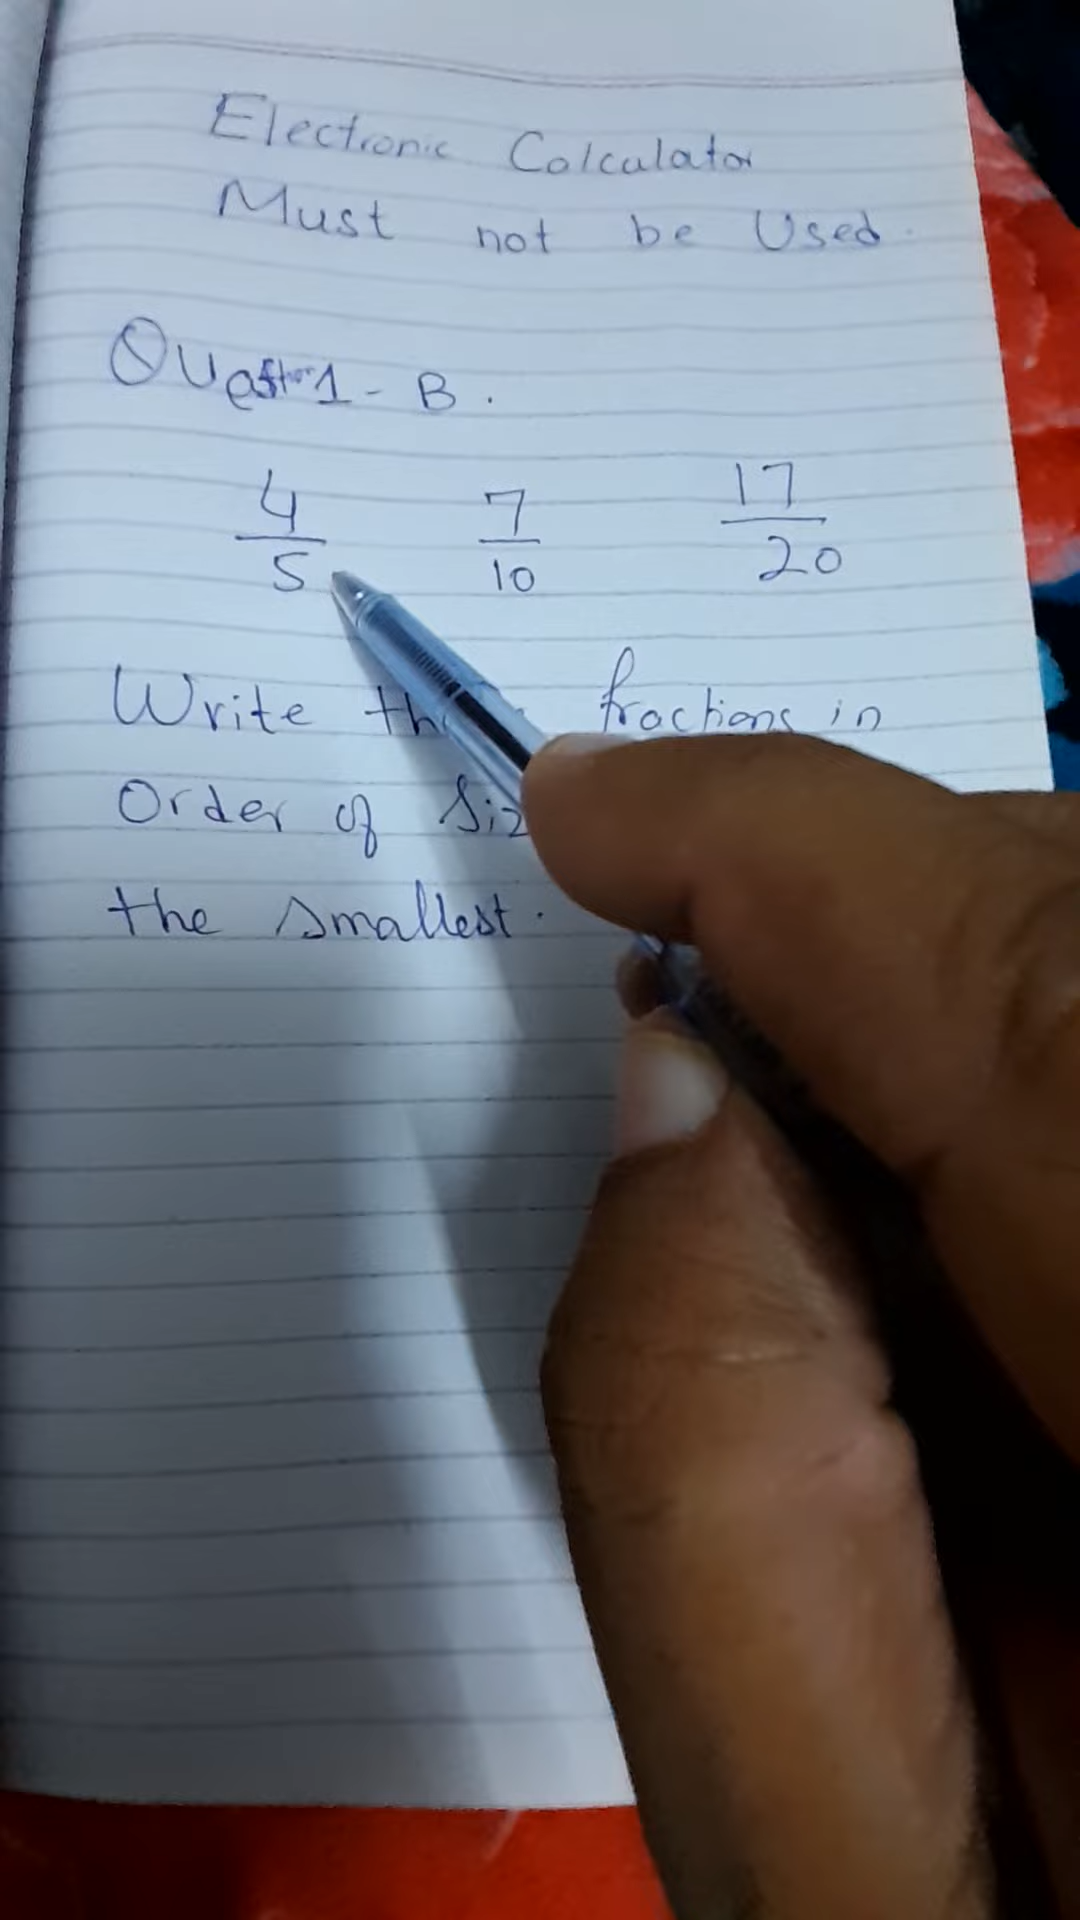 Electronic Calculator
Must not be Used.
Question 1 - B.
4/5 7/10 17/20
Write fractions in
Order of
the smallest.